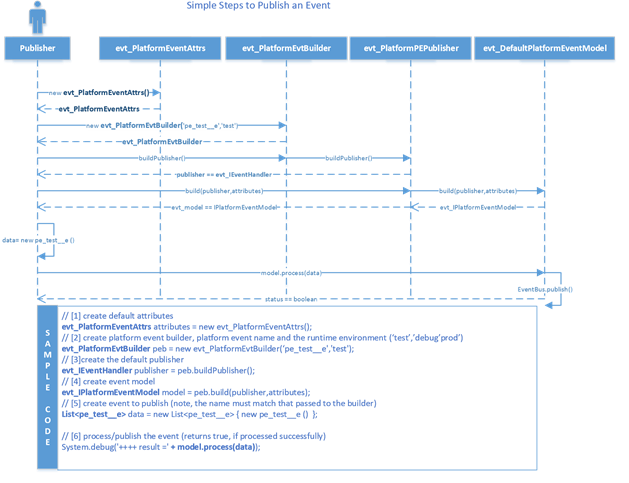 Simple Steps to Publish an Event
Publisher
evt_PlatformEventAttrs
evt_PlatformEvtBuilder
evt_PlatformPEPublisher
evt_DefaultPlatformEventModel
new evt_PlatformEventAttrs()
evt_PlatformEventAttrs
new evt_PlatformEvtBuilder('pe_test__e','test')
evt_PlatformEvtBuilder
buildPublisher()
buildPublisher()
publisher == evt_IEventHandler
build(publisher,attributes)
build(publisher,attributes)
evt_model == IPlatformEventModel
evt_IPlatformEventModel
data= new pe_test__e ()
model.process(data)
EventBus.publish()
status == boolean
SAMPLE CODE
// [1] create default attributes
evt_PlatformEventAttrs attributes = new evt_PlatformEventAttrs();
// [2] create platform event builder, platform event name and the runtime environment ('test','debug'prod')
evt_PlatformEvtBuilder peb = new evt_PlatformEvtBuilder('pe_test__e','test');
// [3]create the default publisher
evt_IEventHandler publisher = peb.buildPublisher();
// [4] create event model
evt_IPlatformEventModel model = peb.build(publisher,attributes);
// [5] create event to publish (note, the name must match that passed to the builder)
List<pe_test__e> data = new List<pe_test__e> { new pe_test__e () };
// [6] process/publish the event (returns true, if processed successfully)
System.debug('++++ result =' + model.process(data));